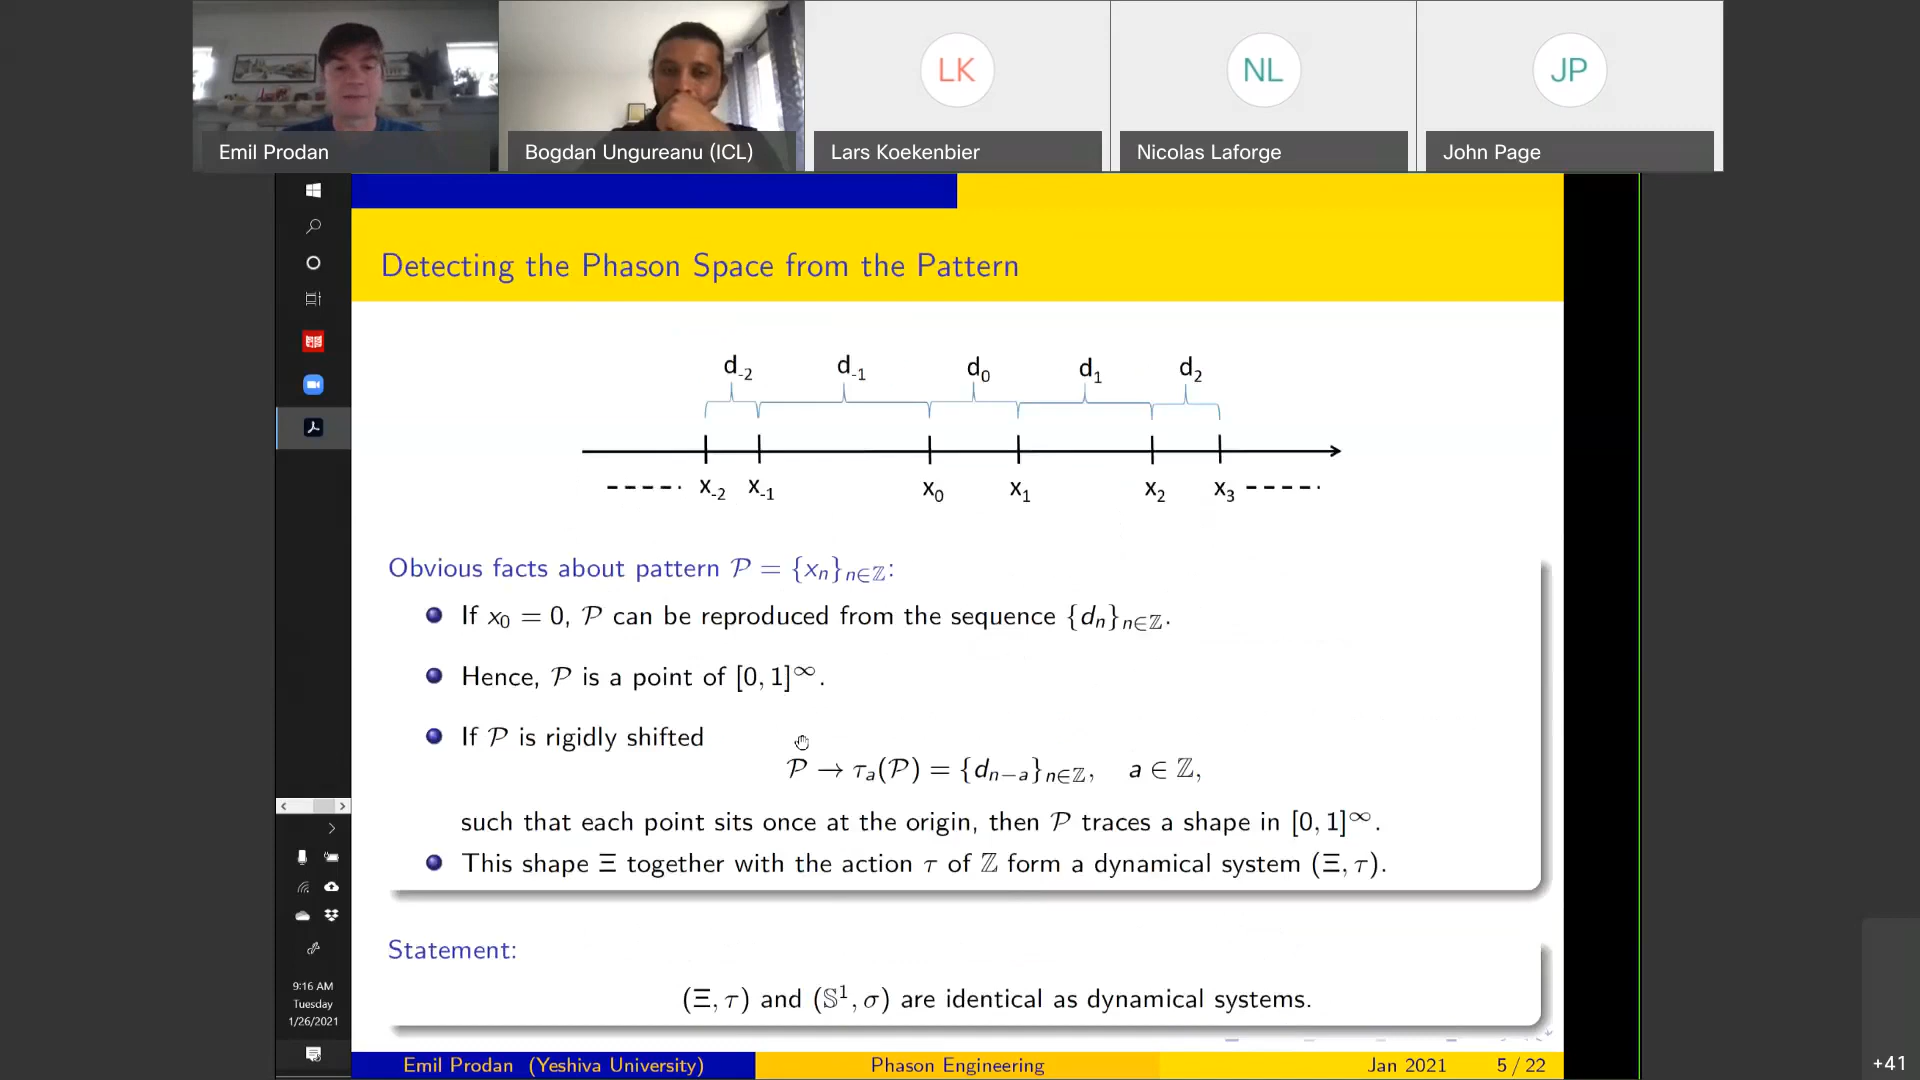 LK
NL
JP
Emil Prodan
Bogdan Ungureanu (ICL)
Lars Koekenbier
Nicolas Laforge
John Page
Detecting the Phason Space from the Pattern
d₋₂ d₋₁ d₀ d₁ d₂
x₋₂ x₋₁ x₀ x₁ x₂ x₃
Obvious facts about pattern 𝒫 = {xₙ}ₙ∈ℤ:
If x₀ = 0, 𝒫 can be reproduced from the sequence {dₙ}ₙ∈ℤ.
Hence, 𝒫 is a point of [0, 1]^∞.
If 𝒫 is rigidly shifted
𝒫 → τₐ(𝒫) = {dₙ₋ₐ}ₙ∈ℤ, a ∈ ℤ,
such that each point sits once at the origin, then 𝒫 traces a shape in [0, 1]^∞.
This shape Ξ together with the action τ of ℤ form a dynamical system (Ξ, τ).
Statement:
(Ξ, τ) and (𝕊¹, σ) are identical as dynamical systems.
9:16 AM
Tuesday
1/26/2021
Emil Prodan (Yeshiva University) Phason Engineering Jan 2021 5 / 22
+41